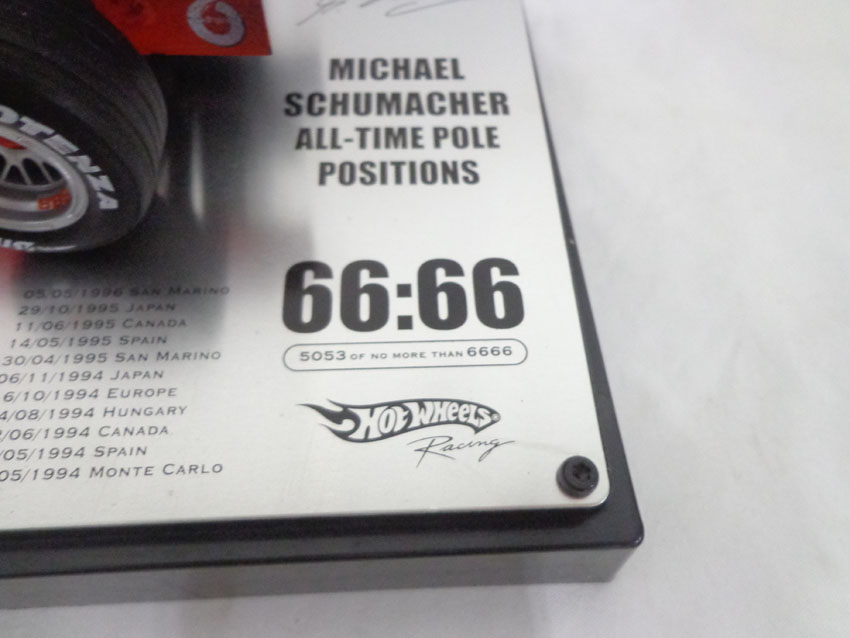 MICHAEL
SCHUMACHER
ALL-TIME POLE
POSITIONS
66:66
5053 OF NO MORE THAN 6666
HOT WHEELS
Racing
POTENZA
05/05/1996 SAN MARINO
29/10/1995 JAPAN
11/06/1995 CANADA
14/05/1995 SPAIN
30/04/1995 SAN MARINO
06/11/1994 JAPAN
6/10/1994 EUROPE
4/08/1994 HUNGARY
/06/1994 CANADA
/05/1994 SPAIN
05/1994 MONTE CARLO